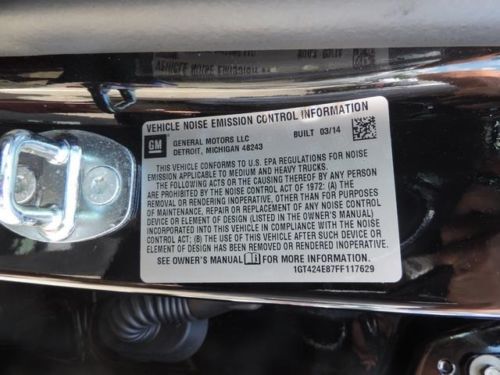 VEHICLE NOISE EMISSION CONTROL INFORMATION
GM GENERAL MOTORS LLC BUILT 03/14
DETROIT, MICHIGAN 48243
THIS VEHICLE CONFORMS TO U.S. EPA REGULATIONS FOR NOISE
EMISSION APPLICABLE TO MEDIUM AND HEAVY TRUCKS.
THE FOLLOWING ACTS OR THE CAUSING THEREOF BY ANY PERSON
ARE PROHIBITED BY THE NOISE CONTROL ACT OF 1972: (A) THE
REMOVAL OR RENDERING INOPERATIVE, OTHER THAN FOR PURPOSES
OF MAINTENANCE, REPAIR OR REPLACEMENT, OF ANY NOISE CONTROL
DEVICE OR ELEMENT OF DESIGN (LISTED IN THE OWNER'S MANUAL)
INCORPORATED INTO THIS VEHICLE IN COMPLIANCE WITH THE NOISE
CONTROL ACT; (B) THE USE OF THIS VEHICLE AFTER SUCH DEVICE OR
ELEMENT OF DESIGN HAS BEEN REMOVED OR RENDERED INOPERATIVE.
SEE OWNER'S MANUAL FOR MORE INFORMATION.
1GT424E87FF117629